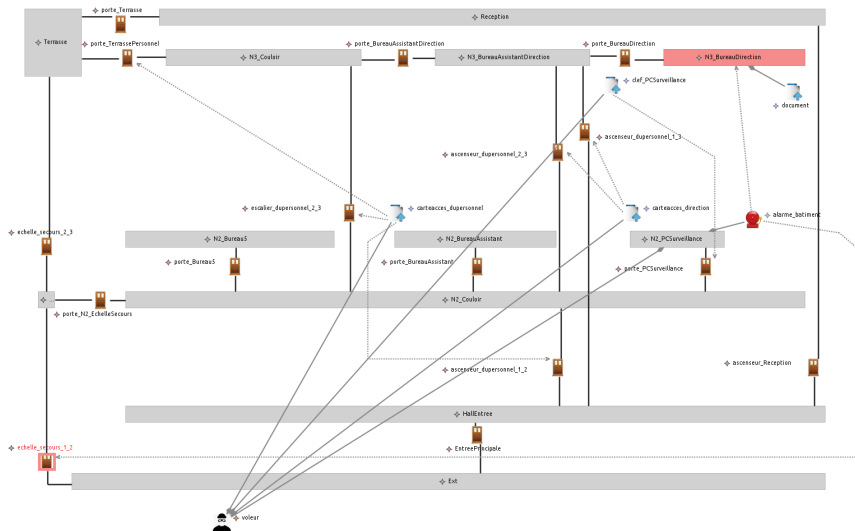 porte_Terrasse
Reception
Terrasse
porte_TerrassePersonnel
porte_BureauAssistantDirection
porte_BureauDirection
N3_Couloir
N3_BureauAssistantDirection
N3_BureauDirection
clef_PCSurveillance
document
ascenseur_dupersonnel_1_3
ascenseur_dupersonnel_2_3
escalier_dupersonnel_2_3
carteacces_dupersonnel
carteacces_direction
alarme_batiment
echelle_secours_2_3
N2_Bureau5
N2_BureauAssistant
N2_PCSurveillance
porte_Bureau5
porte_BureauAssistant
porte_PCSurveillance
...
N2_Couloir
porte_N2_EchelleSecours
ascenseur_Reception
ascenseur_dupersonnel_1_2
HallEntree
echelle_secours_1_2
EntreePrincipale
Ext
voleur